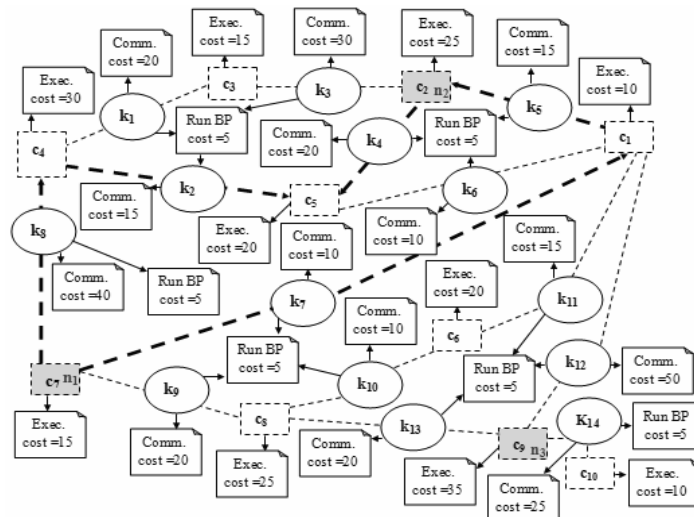 Exec.
cost =15
Comm.
cost =30
Exec.
cost =25
Comm.
cost =20
Comm.
cost =15
Exec.
cost =10
Exec.
cost =30
c3
k3
c2 n2
k5
k1
Run BP
cost =5
k4
Run BP
cost =5
c1
Comm.
cost =20
c4
k2
k6
Comm.
cost =15
c5
k8
Exec.
cost =20
Comm.
cost =10
Comm.
cost =10
Comm.
cost =15
Comm.
cost =40
Run BP
cost =5
Exec.
cost =20
k7
k11
Comm.
cost =10
c6
Run BP
cost =5
k12
c7 n1
k9
k10
Run BP
cost =5
Comm.
cost =50
Exec.
cost =15
c8
k13
K14
Run BP
cost =5
Comm.
cost =20
Comm.
cost =20
c9 n3
Exec.
cost =25
Exec.
cost =35
c10
Exec.
cost =10
Comm.
cost =25